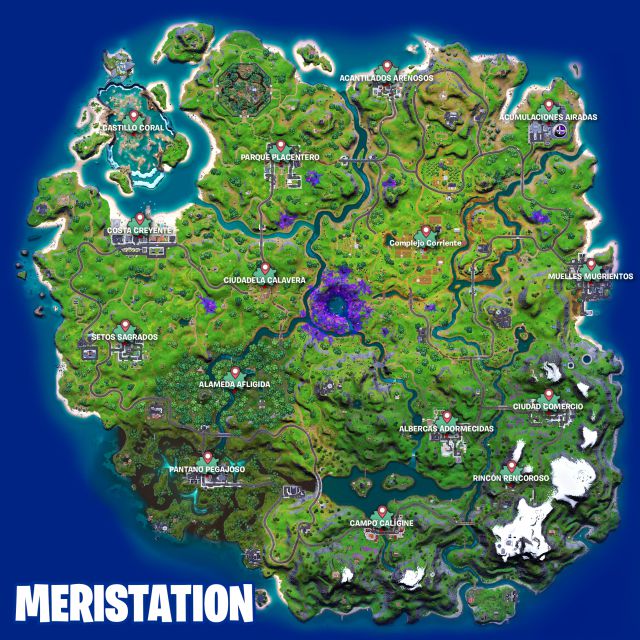 ACANTILADOS ARENOSOS
ACUMULACIONES AIRADAS
CASTILLO CORAL
PARQUE PLACENTERO
COSTA CREYENTE
Complejo Corriente
MUELLES MUGRIENTOS
CIUDADELA CALAVERA
SETOS SAGRADOS
ALAMEDA AFLIGIDA
CIUDAD COMERCIO
ALBERCAS ADORMECIDAS
PANTANO PEGAJOSO
RINCÓN RENCOROSO
CAMPO CALIGINE
MERISTATION